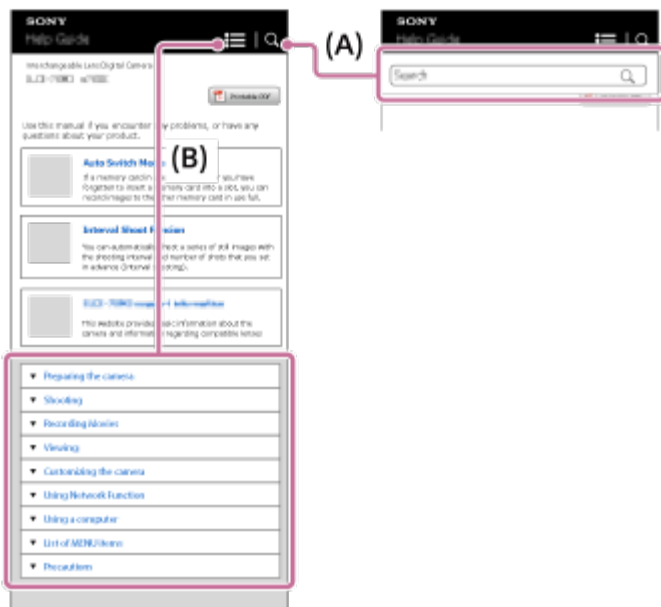 SONY
Help Guide
Interchangeable Lens Digital Camera
Printable PDF
Use this manual if you encounter any problems, or have any
questions about your product.
Auto Switch
If a memory card in you have
forgotten to insert a memory card into a slot, you can
record images to the other memory card in use full.
Interval Shoot
You can automatically shoot a series of still images with
the shooting interval and number of shots that you set
in advance (Interval shooting).
support information
This website provides basic information about the
camera and information regarding compatible lenses
▼ Preparing the camera
▼ Shooting
▼ Recording Movies
▼ Viewing
▼ Customizing the camera
▼ Using Network Function
▼ Using a computer
▼ List of MENU items
▼ Precautions
(A)
(B)
SONY
Help Guide
Search